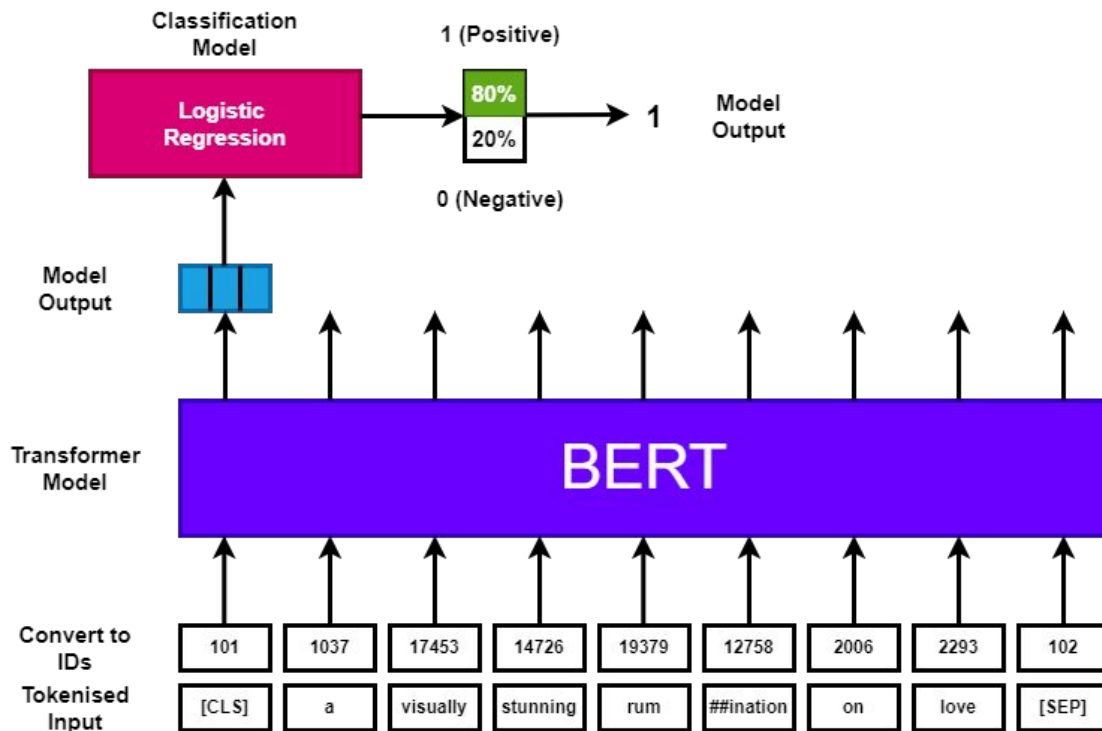 Classification
Model
1 (Positive)
Logistic
Regression
80%
20%
1
Model
Output
0 (Negative)
Model
Output
Transformer
Model
BERT
Convert to
IDs
101 1037 17453 14726 19379 12758 2006 2293 102
Tokenised
Input
[CLS] a visually stunning rum ##ination on love [SEP]